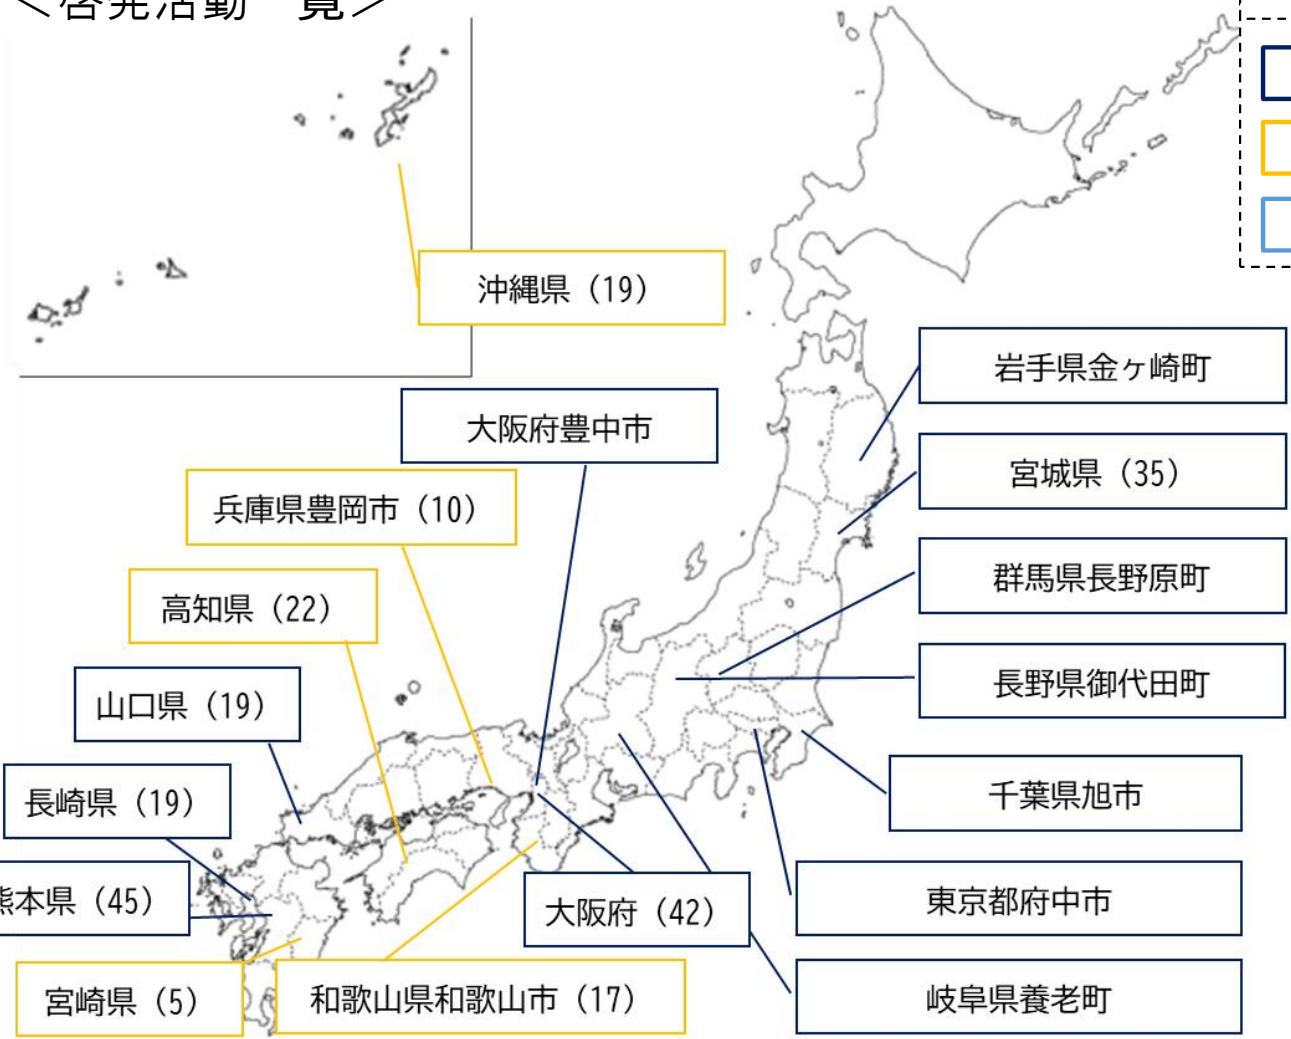 ＜啓発活動一覧＞
沖縄県（19）
岩手県金ヶ崎町
大阪府豊中市
宮城県（35）
兵庫県豊岡市（10）
群馬県長野原町
高知県（22）
長野県御代田町
山口県（19）
千葉県旭市
長崎県（19）
熊本県（45）
大阪府（42）
東京都府中市
宮崎県（5）
和歌山県和歌山市（17）
岐阜県養老町